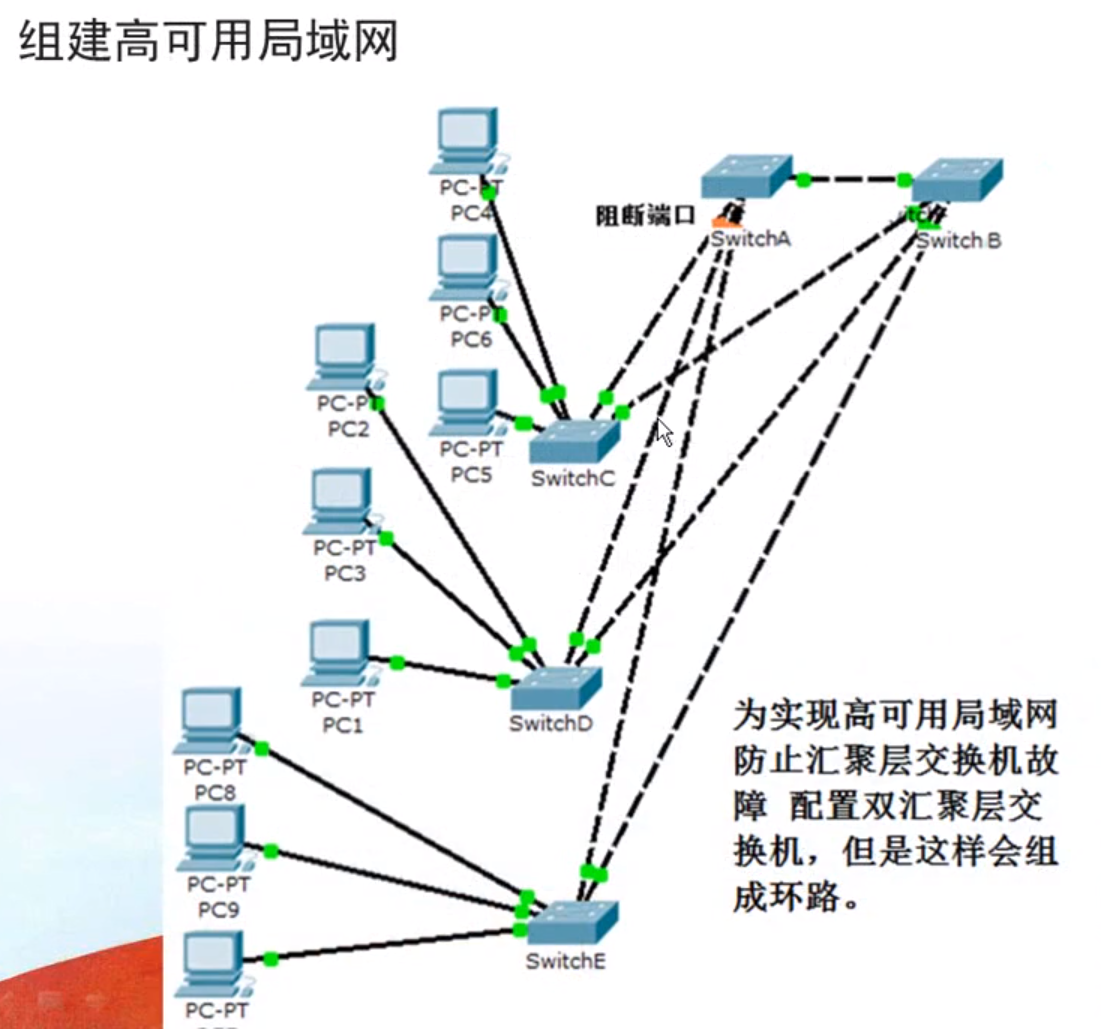 组建高可用局域网
PC-PT
PC4
PC-PT
PC6
PC-PT
PC5
PC-PT
PC2
PC-PT
PC3
PC-PT
PC1
PC-PT
PC8
PC-PT
PC9
PC-PT
阻断端口
SwitchA
Switch B
SwitchC
SwitchD
SwitchE
为实现高可用局域网
防止汇聚层交换机故
障 配置双汇聚层交
换机，但是这样会组
成环路。